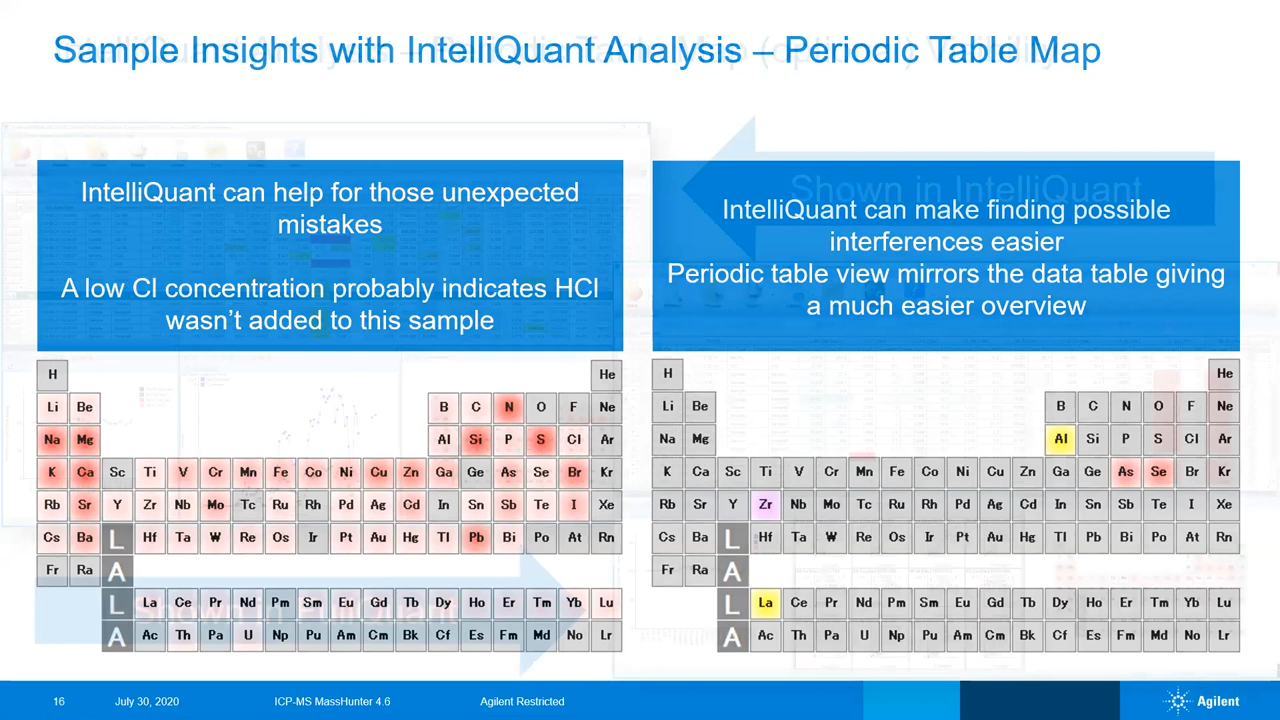 Sample Insights with IntelliQuant Analysis – Periodic Table Map
Shown in IntelliQuant
IntelliQuant can help for those unexpected
mistakes
A low Cl concentration probably indicates HCl
wasn't added to this sample
IntelliQuant can make finding possible
interferences easier
Periodic table view mirrors the data table giving
a much easier overview
H He
Li Be B C N O F Ne
Na Mg Al Si P S Cl Ar
K Ca Sc Ti V Cr Mn Fe Co Ni Cu Zn Ga Ge As Se Br Kr
Rb Sr Y Zr Nb Mo Tc Ru Rh Pd Ag Cd In Sn Sb Te I Xe
Cs Ba L Hf Ta W Re Os Ir Pt Au Hg Tl Pb Bi Po At Rn
Fr Ra A
L La Ce Pr Nd Pm Sm Eu Gd Tb Dy Ho Er Tm Yb Lu
A Ac Th Pa U Np Pu Am Cm Bk Cf Es Fm Md No Lr
H He
Li Be B C N O F Ne
Na Mg Al Si P S Cl Ar
K Ca Sc Ti V Cr Mn Fe Co Ni Cu Zn Ga Ge As Se Br Kr
Rb Sr Y Zr Nb Mo Tc Ru Rh Pd Ag Cd In Sn Sb Te I Xe
Cs Ba L Hf Ta W Re Os Ir Pt Au Hg Tl Pb Bi Po At Rn
Fr Ra A
L La Ce Pr Nd Pm Sm Eu Gd Tb Dy Ho Er Tm Yb Lu
A Ac Th Pa U Np Pu Am Cm Bk Cf Es Fm Md No Lr
Shown in FullQuant
16 July 30, 2020 ICP-MS MassHunter 4.6 Agilent Restricted Agilent